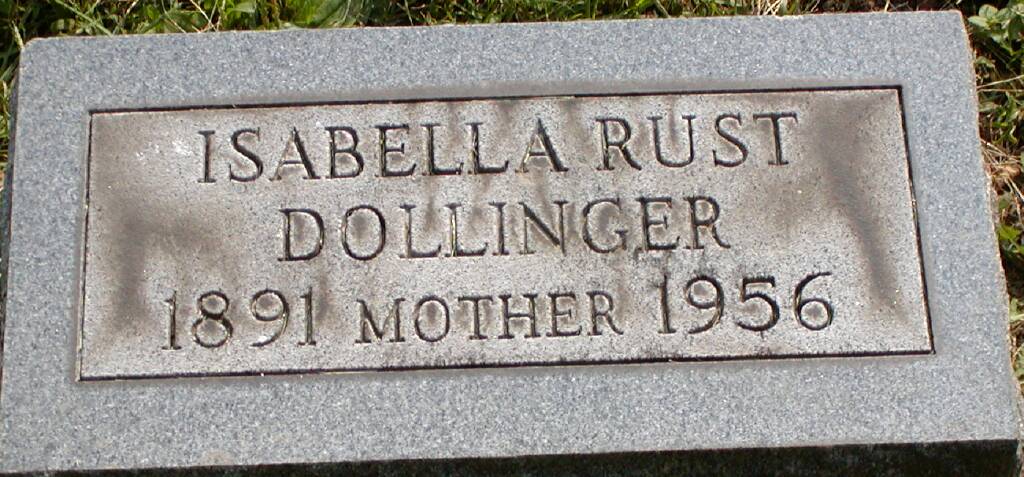 ISABELLA RUST
DOLLINGER
1891 MOTHER 1956